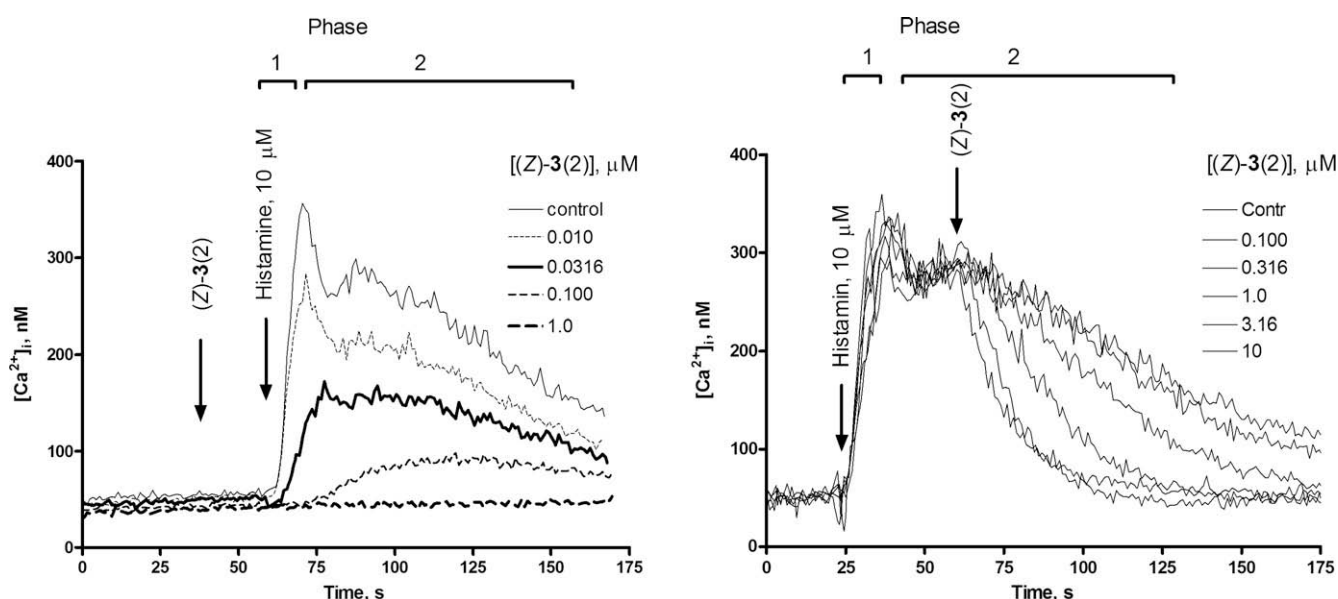 Phase
1
2
(Z)-3(2)
Histamine, 10 μM
[(Z)-3(2)], μM
control
0.010
0.0316
0.100
1.0
400
300
200
100
0
[Ca²⁺]ᵢ, nM
0 25 50 75 100 125 150 175
Time, s
Phase
1
2
Histamin, 10 μM
(Z)-3(2)
[(Z)-3(2)], μM
Contr
0.100
0.316
1.0
3.16
10
400
300
200
100
0
[Ca²⁺]ᵢ, nM
0 25 50 75 100 125 150 175
Time, s